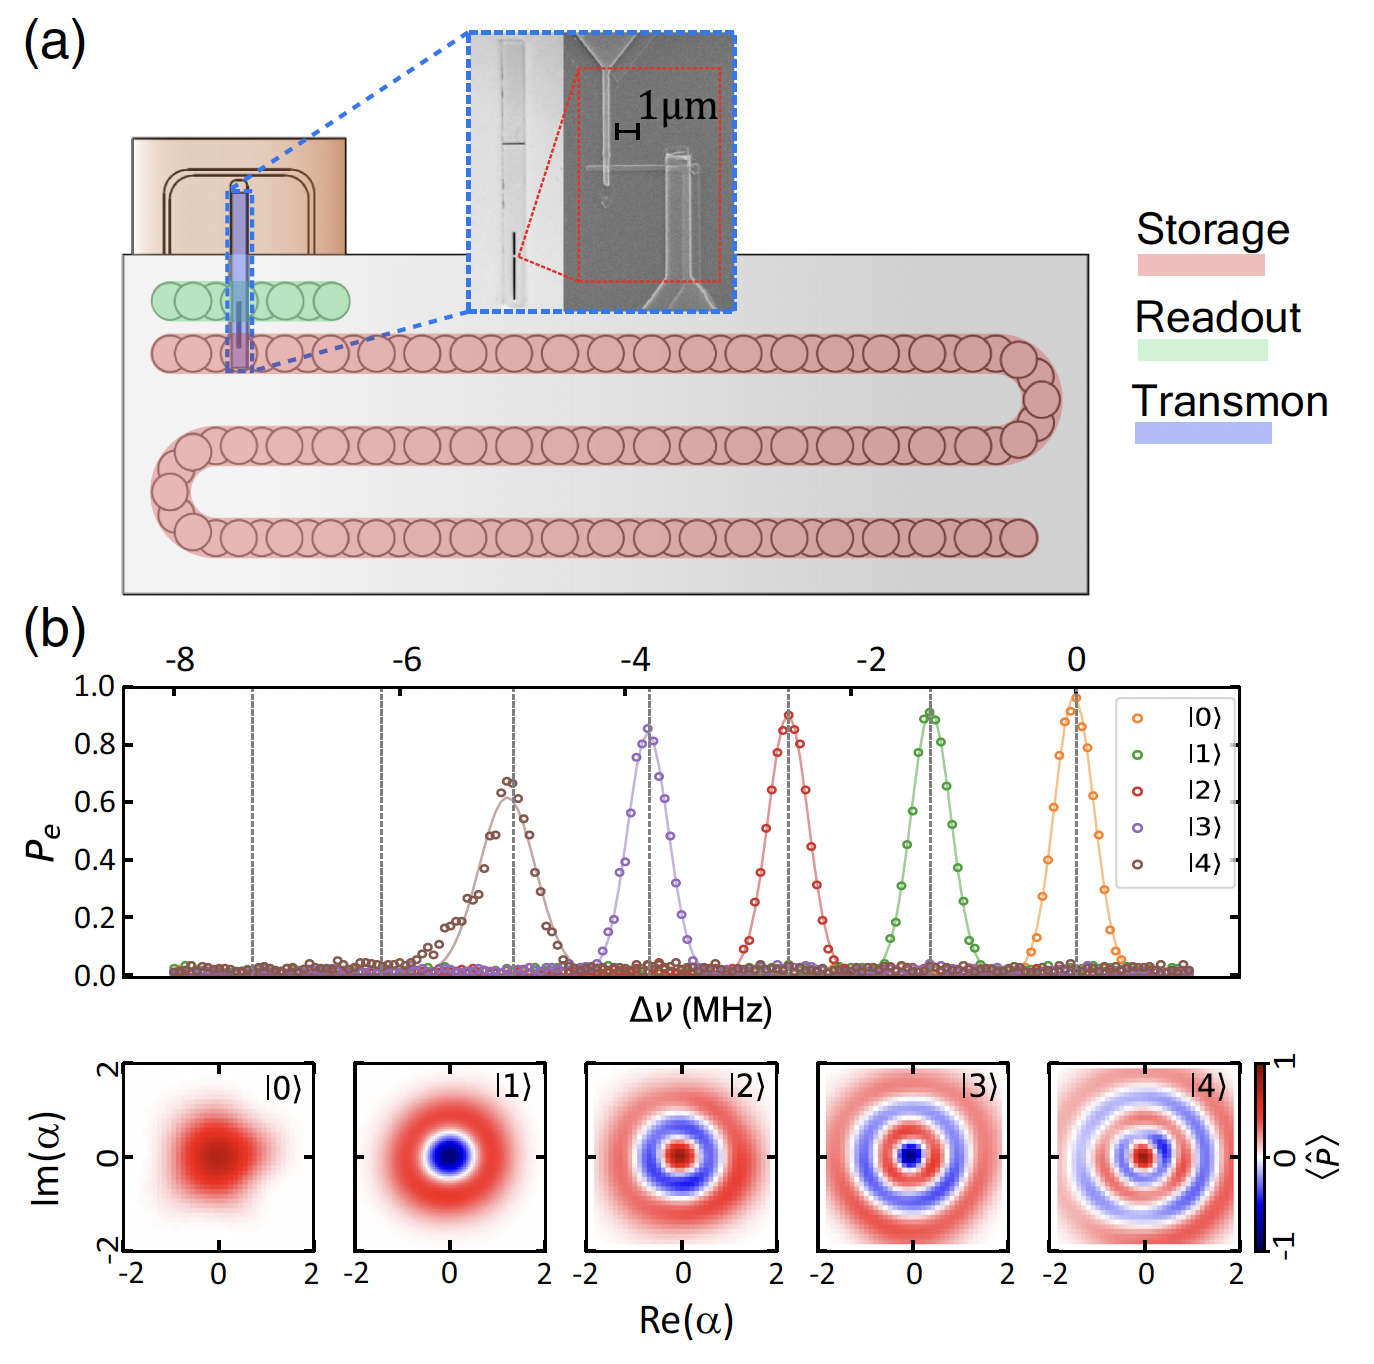 (a)
1μm
Storage
Readout
Transmon
(b)
-8 -6 -4 -2 0
1.0
0.8
0.6
0.4
0.2
0.0
P_e
|0⟩
|1⟩
|2⟩
|3⟩
|4⟩
Δν (MHz)
|0⟩ |1⟩ |2⟩ |3⟩ |4⟩
2
0
-2
Im(α)
-2 0 2 -2 0 2 -2 0 2 -2 0 2 -2 0 2
Re(α)
1
0
-1
⟨P̂⟩